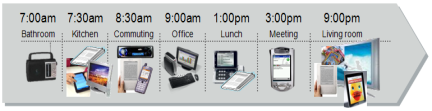 7:00am 7:30am 8:30am 9:00am 1:00pm 3:00pm 9:00pm
Bathroom Kitchen Commuting Office Lunch Meeting Living room